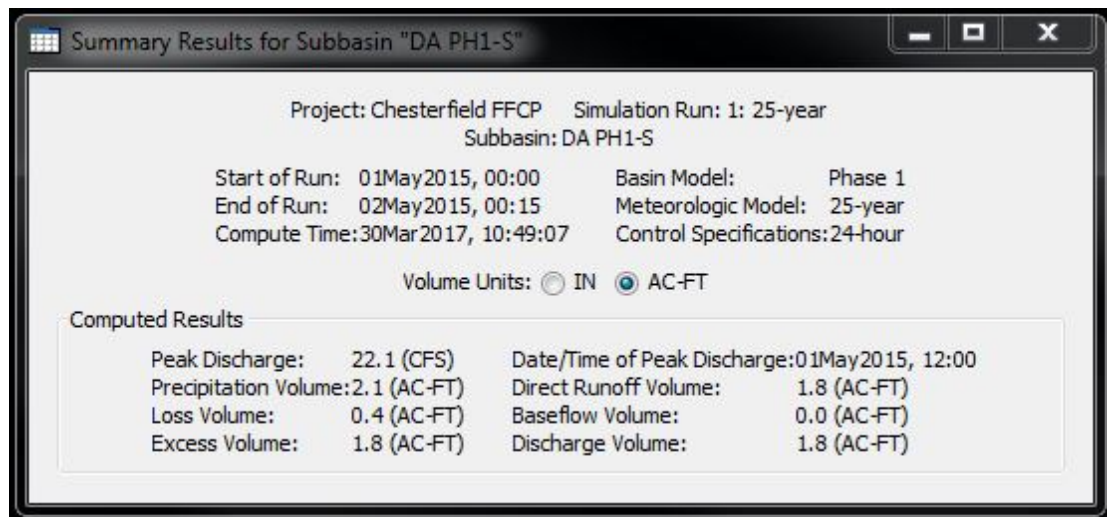 Summary Results for Subbasin "DA PH1-S"
Project: Chesterfield FFCP Simulation Run: 1: 25-year
Subbasin: DA PH1-S
Start of Run: 01May2015, 00:00 Basin Model: Phase 1
End of Run: 02May2015, 00:15 Meteorologic Model: 25-year
Compute Time:30Mar2017, 10:49:07 Control Specifications:24-hour
Volume Units: IN AC-FT
Computed Results
Peak Discharge: 22.1 (CFS) Date/Time of Peak Discharge:01May2015, 12:00
Precipitation Volume:2.1 (AC-FT) Direct Runoff Volume: 1.8 (AC-FT)
Loss Volume: 0.4 (AC-FT) Baseflow Volume: 0.0 (AC-FT)
Excess Volume: 1.8 (AC-FT) Discharge Volume: 1.8 (AC-FT)